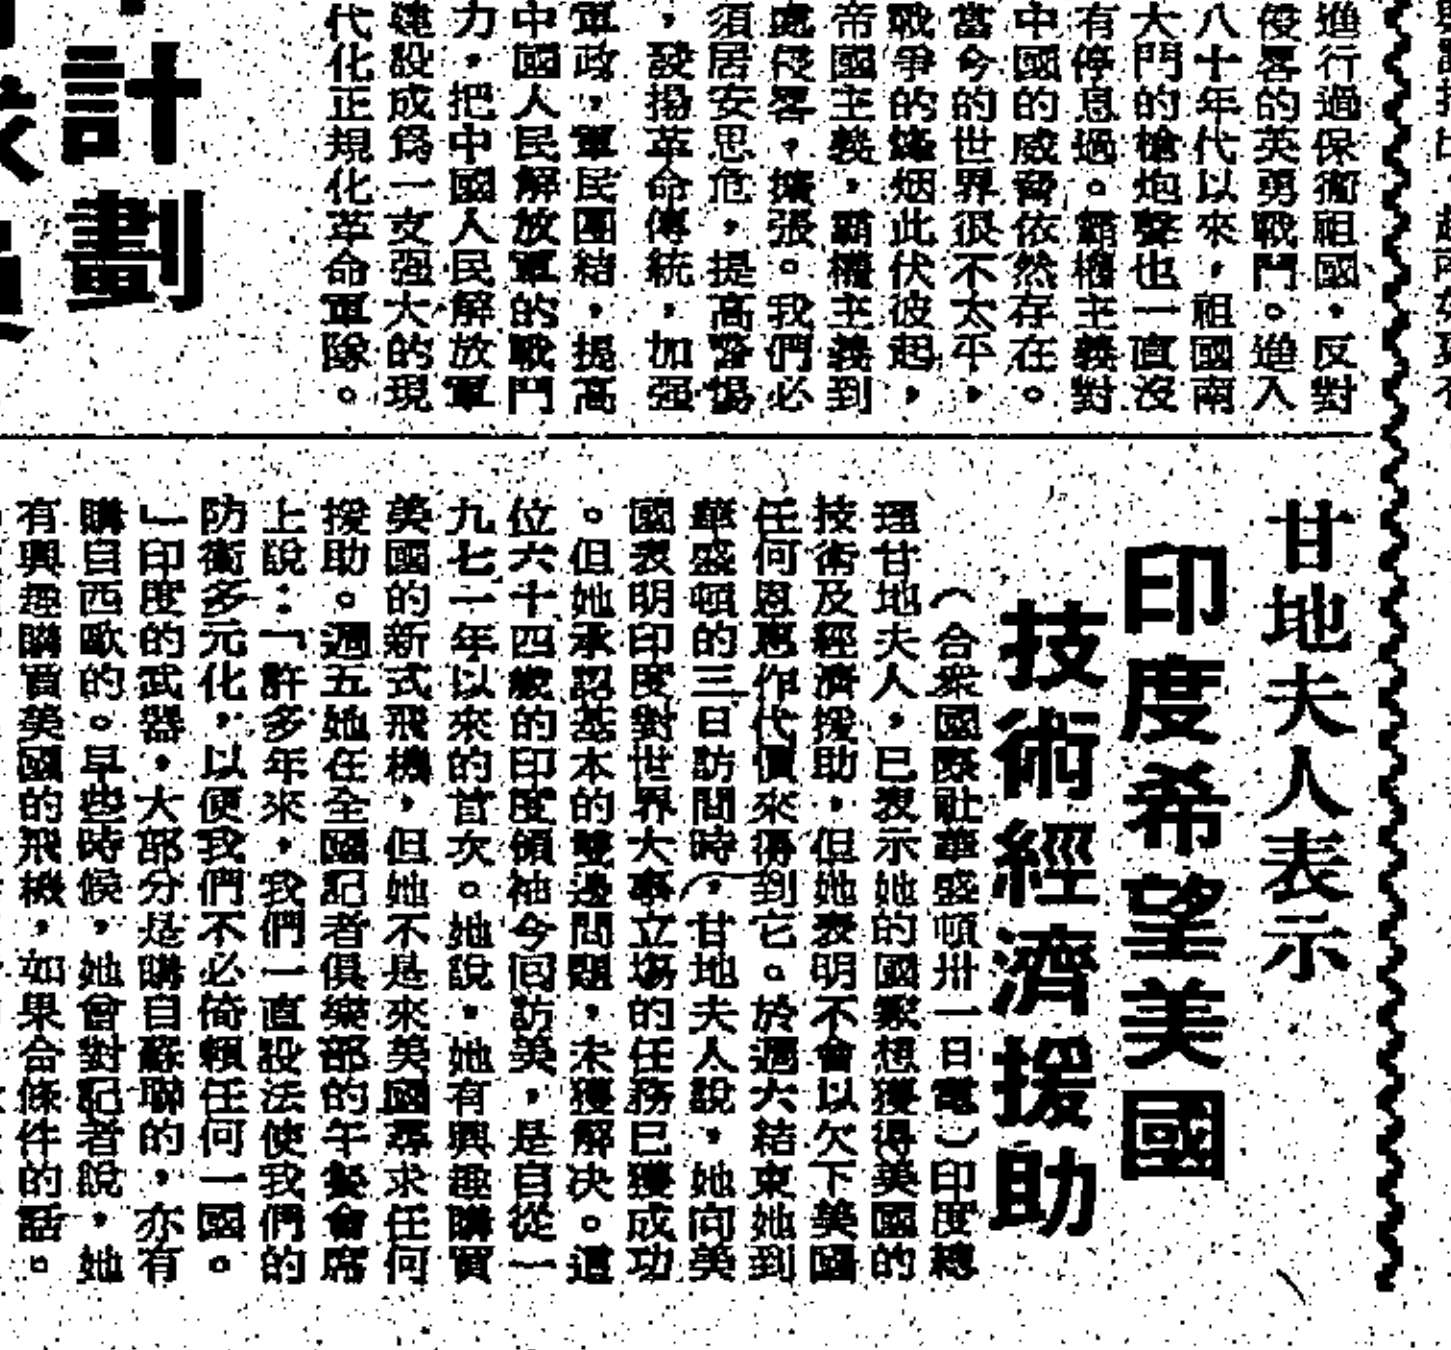 進行過保衞祖國，反對
侵畧的英勇戰鬥。進入
八十年代以來，祖國南
大門的槍炮聲也一直沒
有停息過。霸權主義對
中國的威脅依然存在。
當今的世界很不太平，
戰爭的烽烟此伏彼起，
帝國主義，霸權主義到
處侵畧，擴張。我們必
須居安思危，提高警惕
，發揚革命傳統，加强
軍政，軍民團結，提高
中國人民解放軍的戰鬥
力，把中國人民解放軍
建設成爲一支强大的現
代化正規化革命軍隊。
計劃
甘地夫人表示
印度希望美國
技術經濟援助
（合衆國際社華盛頓卅一日電）印度總
理甘地夫人，已表示她的國家想獲得美國的
技術及經濟援助，但她表明不會以欠下美國
任何恩惠作代價來得到它。於週六結束她到
華盛頓的三日訪問時，甘地夫人說，她向美
國表明印度對世界大事立場的任務已獲成功
。但她承認基本的雙邊問題，未獲解决。這
位六十四歲的印度領袖今囘訪美，是自從一
九七一年以來的首次。她說，她有興趣購買
美國的新式飛機，但她不是來美國尋求任何
援助。週五她在全國記者俱樂部的午餐會席
上說：「許多年來，我們一直設法使我們的
防衞多元化，以便我們不必倚賴任何一國。
」印度的武器，大部分是購自蘇聯的，亦有
購自西歐的。早些時候，她會對記者說，她
有興趣購買美國的飛機，如果合條件的話。